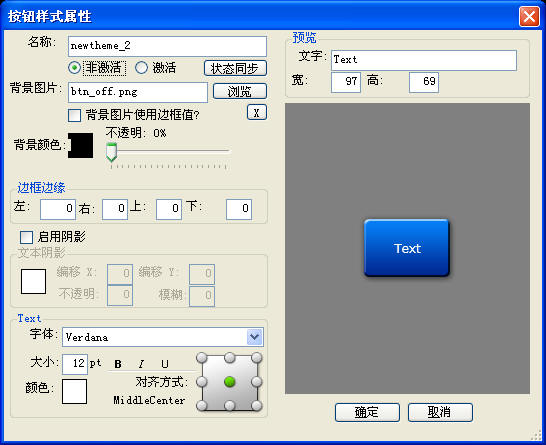 按钮样式属性
名称: newtheme_2
非激活 激活 状态同步
背景图片: btn_off.png 浏览
背景图片使用边框值? X
背景颜色: 不透明: 0%
边框边缘
左: 0 右: 0 上: 0 下: 0
启用阴影
文本阴影
编移 X: 0 编移 Y: 0
不透明: 0 模糊: 0
Text
字体: Verdana
大小: 12 pt B I U
颜色: 对齐方式:
MiddleCenter
预览
文字: Text
宽: 97 高: 69
Text
确定 取消